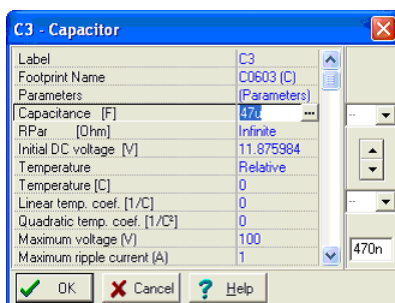 C3 - Capacitor
Label C3
Footprint Name C0603 (C)
Parameters (Parameters)
Capacitance [F] 47u ...
RPar [Ohm] Infinite
Initial DC voltage [V] 11.875984
Temperature Relative
Temperature [C] 0
Linear temp. coef. [1/C] 0
Quadratic temp. coef. [1/C²] 0
Maximum voltage (V) 100
Maximum ripple current (A) 1
--
--
470n
OK Cancel ? Help